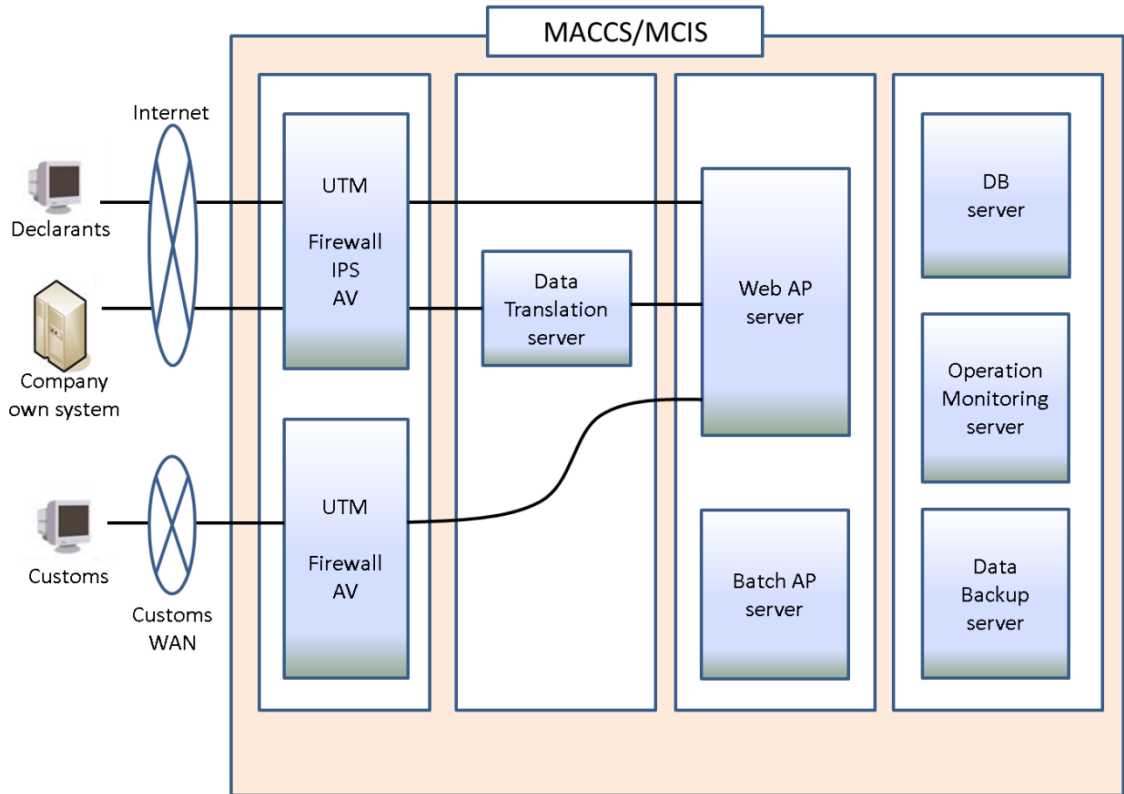 MACCS/MCIS
Internet
Declarants
Company
own system
Customs
Customs
WAN
UTM
Firewall
IPS
AV
UTM
Firewall
AV
Data
Translation
server
Web AP
server
Batch AP
server
DB
server
Operation
Monitoring
server
Data
Backup
server